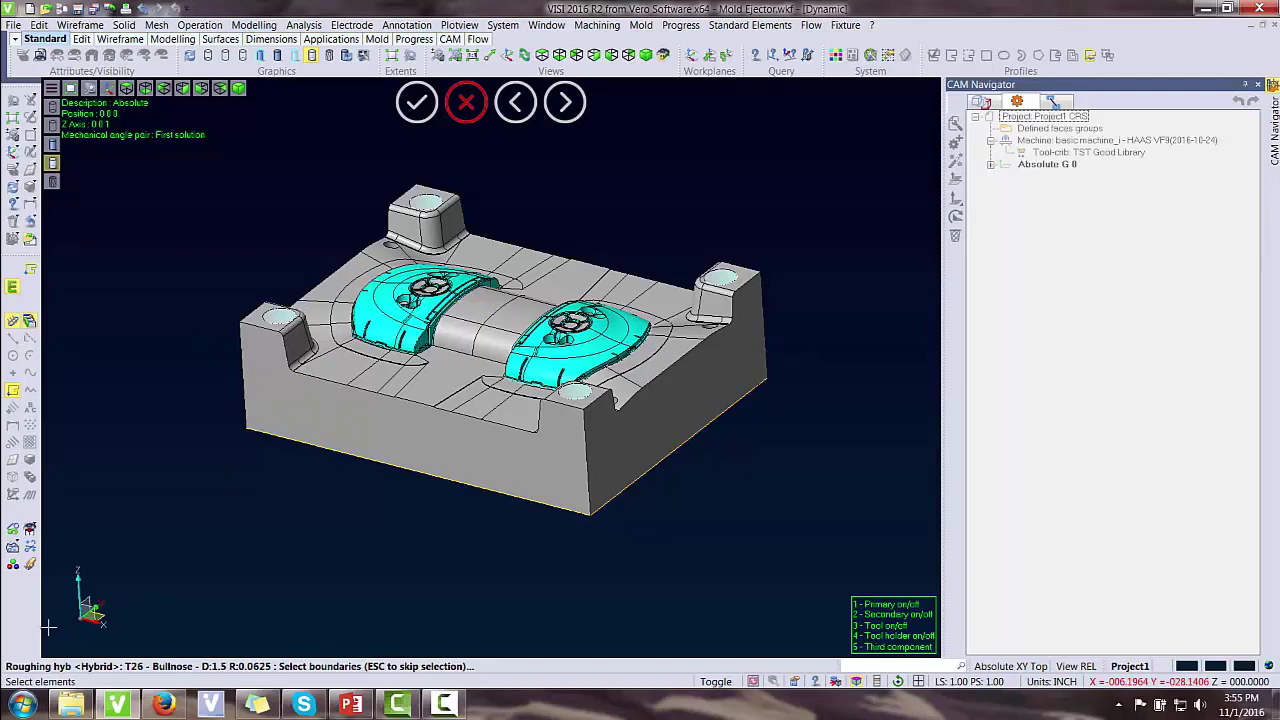 VISI 2016 R2 from Vero Software x64 - Mold Ejector.wkf - [Dynamic]
File Edit Wireframe Solid Mesh Operation Modelling Analysis Electrode Annotation Plotview System Window Machining Mold Progress Flow Fixture ?
Standard Edit Wireframe Modelling Surfaces Dimensions Applications Mold Progress CAM Flow
Attributes/Visibility Graphics Extents Views Workplanes Query System Profiles
CAM Navigator
Description : Absolute
Position : 0 0 0
Z Axis : 0 0 1
Mechanical angle pair : First solution
Project: Project1 CRS
Defined faces groups
Machine: basic machine_i - HAAS VF9(2016-10-24)
Tool-crib: TST Good Library
Absolute G 0
CAM Navigator
Z
X
1 - Primary on/off
2 - Secondary on/off
3 - Tool on/off
4 - Tool holder on/off
5 - Third component
Roughing hyb <Hybrid>: T26 - Bullnose - D:1.5 R:0.0625 : Select boundaries (ESC to skip selection)...
Absolute XY Top View REL Project1
Select elements
Toggle
LS: 1.00 PS: 1.00
Units: INCH
X =-006.1964 Y =-028.1406 Z = 000.0000
3:55 PM
11/1/2016